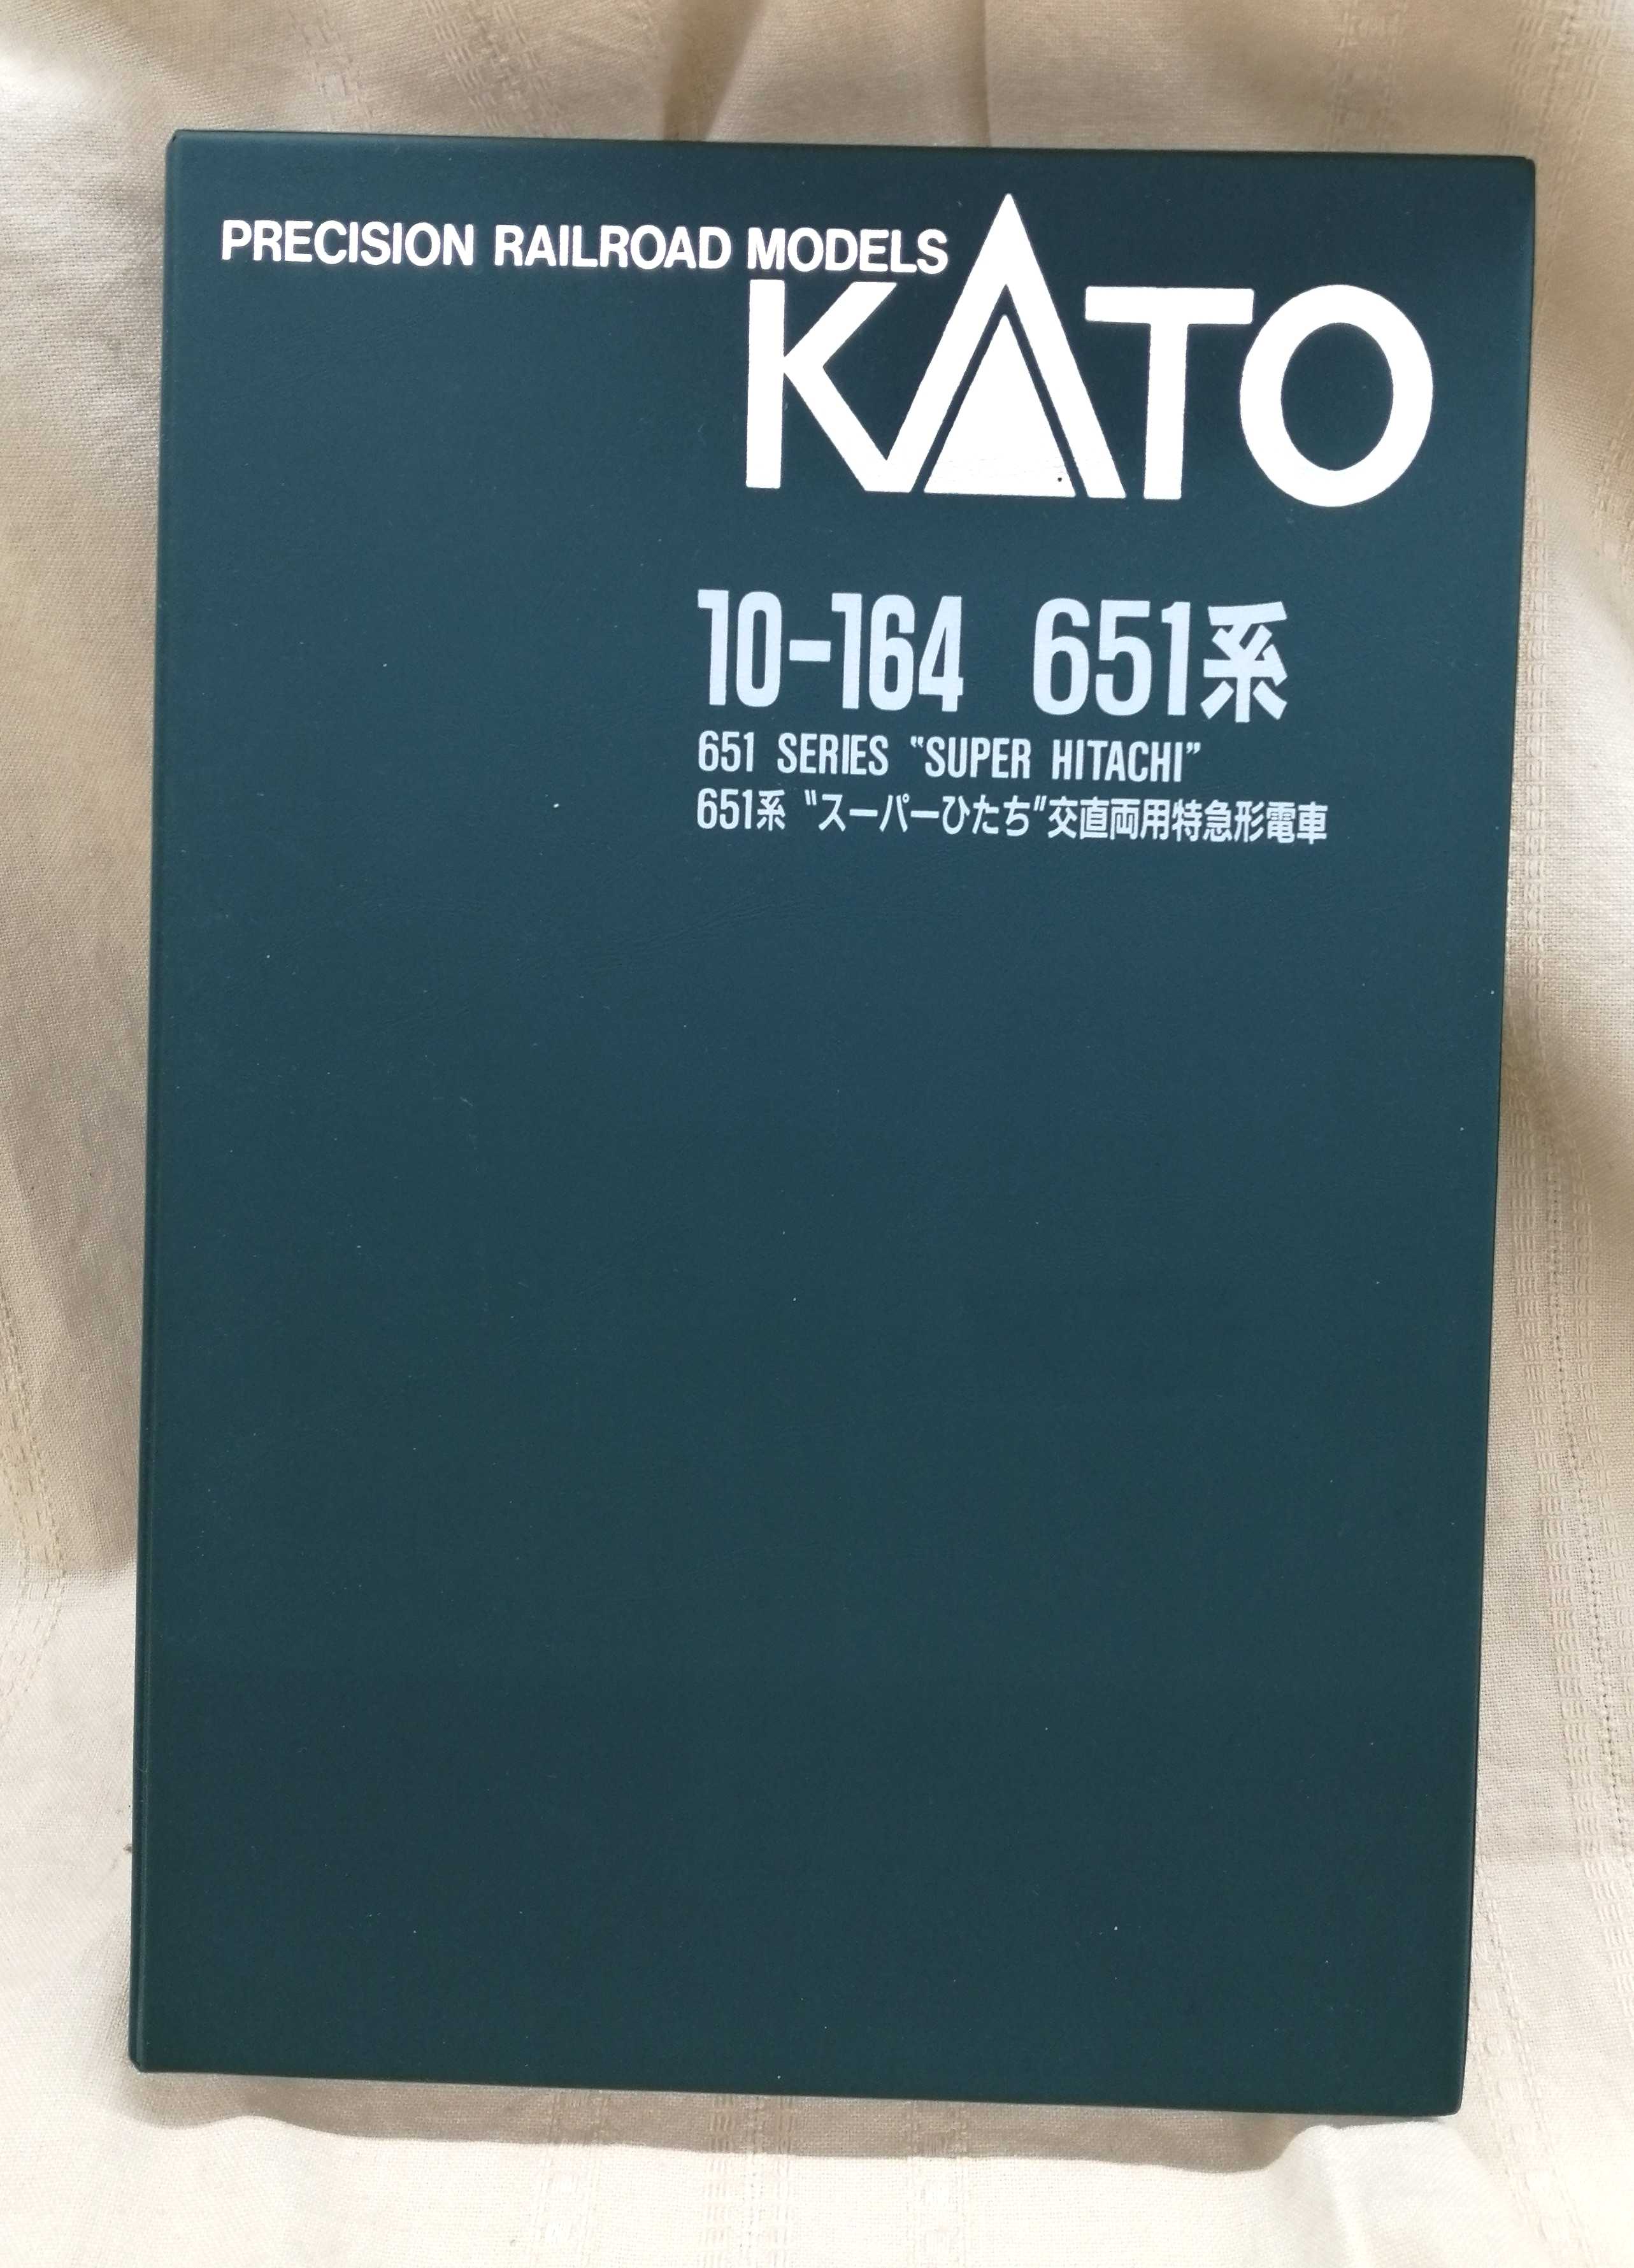 PRECISION RAILROAD MODELS
KATO
10-164 651系
651 SERIES "SUPER HITACHI"
651系 "スーパーひたち"交直両用特急形電車